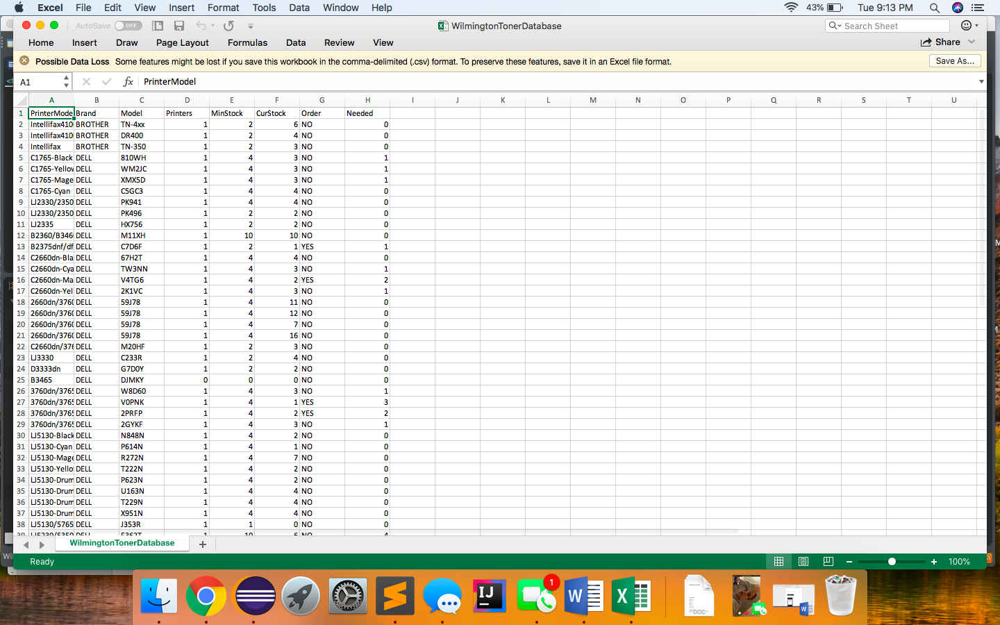 Excel File Edit View Insert Format Tools Data Window Help 43% Tue 9:13 PM
AutoSave OFF WilmingtonTonerDatabase Search Sheet
Home Insert Draw Page Layout Formulas Data Review View Share
Possible Data Loss Some features might be lost if you save this workbook in the comma-delimited (.csv) format. To preserve these features, save it in an Excel file format. Save As...
A1 fx PrinterModel
A B C D E F G H I J K L M N O P Q R S T U
1 PrinterMode Brand Model Printers MinStock CurStock Order Needed
2 Intellifax410 BROTHER TN-4xx 1 2 6 NO 0
3 Intellifax410 BROTHER DR400 1 2 4 NO 0
4 Intellifax BROTHER TN-350 1 2 3 NO 0
5 C1765-Black DELL 810WH 1 4 3 NO 1
6 C1765-Yellov DELL WM2JC 1 4 3 NO 1
7 C1765-Mage DELL XMX5D 1 4 3 NO 1
8 C1765-Cyan DELL C5GC3 1 4 4 NO 0
9 LJ2330/2350 DELL PK941 1 4 4 NO 0
10 LJ2330/2350 DELL PK496 1 2 2 NO 0
11 LJ2335 DELL HX756 1 2 2 NO 0
12 B2360/B346 DELL M11XH 1 10 10 NO 0
13 B2375dnf/df DELL C7D6F 1 2 1 YES 1
14 C2660dn-Bla DELL 67H2T 1 4 4 NO 0
15 C2660dn-Cya DELL TW3NN 1 4 3 NO 1
16 C2660dn-Ma DELL V4TG6 1 4 2 YES 2
17 C2660dn-Yel DELL 2K1VC 1 4 3 NO 1
18 2660dn/376 DELL 59J78 1 4 11 NO 0
19 2660dn/376 DELL 59J78 1 4 12 NO 0
20 2660dn/376 DELL 59J78 1 4 7 NO 0
21 2660dn/376 DELL 59J78 1 4 16 NO 0
22 C2660dn/376 DELL M20HF 1 2 3 NO 0
23 LJ3330 DELL C233R 1 2 4 NO 0
24 D3333dn DELL G7D0Y 1 2 2 NO 0
25 B3465 DELL DJMKY 0 0 0 NO 0
26 3760dn/3765 DELL W8D60 1 4 3 NO 1
27 3760dn/3765 DELL V0PNK 1 4 1 YES 3
28 3760dn/3765 DELL 2PRFP 1 4 2 YES 2
29 3760dn/3765 DELL 2GYKF 1 4 3 NO 1
30 LJ5130-Black DELL N848N 1 4 2 NO 0
31 LJ5130-Cyan DELL P614N 1 4 1 NO 0
32 LJ5130-Mage DELL R272N 1 4 7 NO 0
33 LJ5130-Yello DELL T222N 1 4 2 NO 0
34 LJ5130-Drum DELL P623N 1 4 2 NO 0
35 LJ5130-Drum DELL U163N 1 4 4 NO 0
36 LJ5130-Drum DELL T229N 1 4 4 NO 0
37 LJ5130-Drum DELL X951N 1 4 4 NO 0
38 LJ5130/5765 DELL J353R 1 1 0 NO 0
WilmingtonTonerDatabase
Ready 100%
IJ 1 W X DOC W